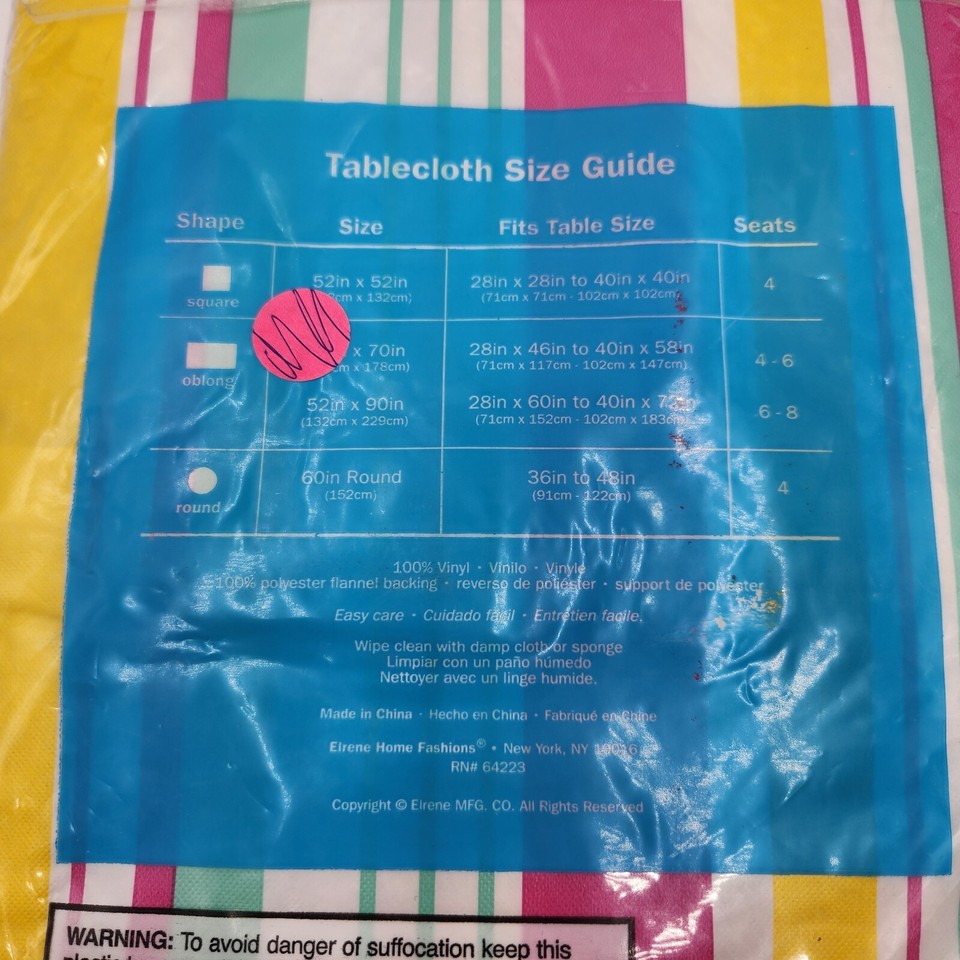 Tablecloth Size Guide
Shape Size Fits Table Size Seats
square 52in x 52in 28in x 28in to 40in x 40in 4
cm x 132cm) (71cm x 71cm - 102cm x 102cm)
oblong x 70in 28in x 46in to 40in x 58in 4 - 6
m x 178cm) (71cm x 117cm - 102cm x 147cm)
52in x 90in 28in x 60in to 40in x 6 - 8
(132cm x 229cm) (71cm x 152cm - 102cm x 183cm)
round 60in Round 36in to 48in 4
(152cm) (91cm - 122cm)
100% Vinyl · Vinilo · Vinyle
100% polyester flannel backing · reverso de poliéster · support de polyester
Easy care · Cuidado fácil · Entretien facile.
Wipe clean with damp cloth or sponge
Limpiar con un paño húmedo
Nettoyer avec un linge humide.
Made in China · Hecho en China · Fabriqué en Chine
Elrene Home Fashions® • New York, NY 10016
RN# 64223
Copyright © Elrene MFG. CO. All Rights Reserved
WARNING: To avoid danger of suffocation keep this